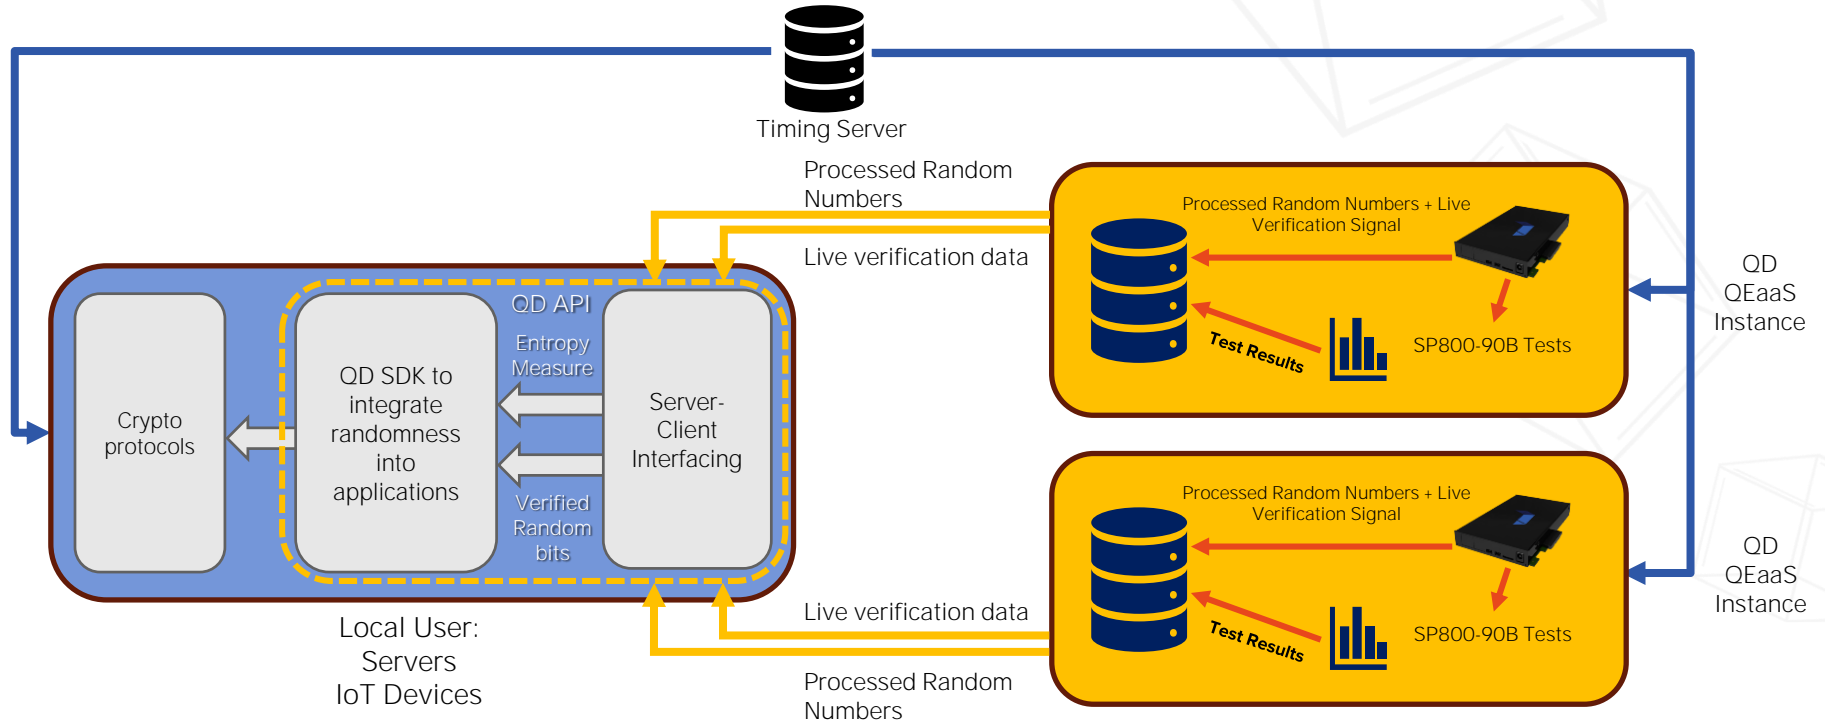 Timing Server
Processed Random
Numbers
Live verification data
Processed Random Numbers + Live
Verification Signal
Test Results
SP800-90B Tests
QD
QEaaS
Instance
QD API
Entropy
Measure
Crypto
protocols
QD SDK to
integrate
randomness
into
applications
Server-
Client
Interfacing
Verified
Random
bits
Local User:
Servers
IoT Devices
Live verification data
Processed Random
Numbers
Processed Random Numbers + Live
Verification Signal
Test Results
SP800-90B Tests
QD
QEaaS
Instance